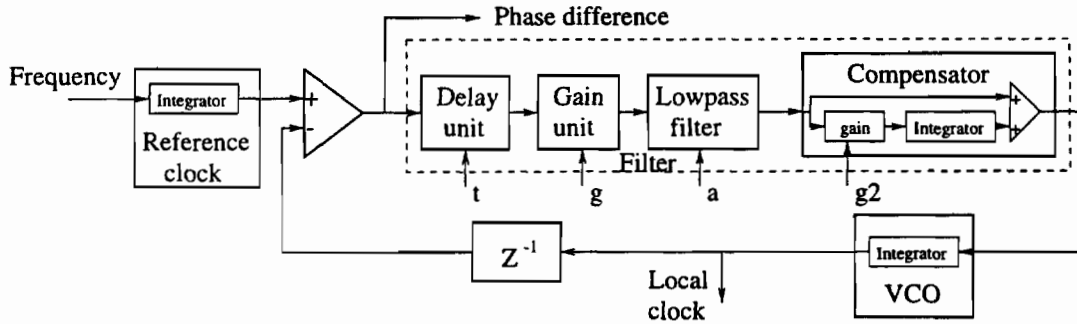 Phase difference
Frequency
Integrator
Reference
clock
+
-
Delay
unit
Gain
unit
Lowpass
filter
Compensator
gain
Integrator
+
+
Filter
t
g
a
g2
Z⁻¹
Local
clock
Integrator
VCO